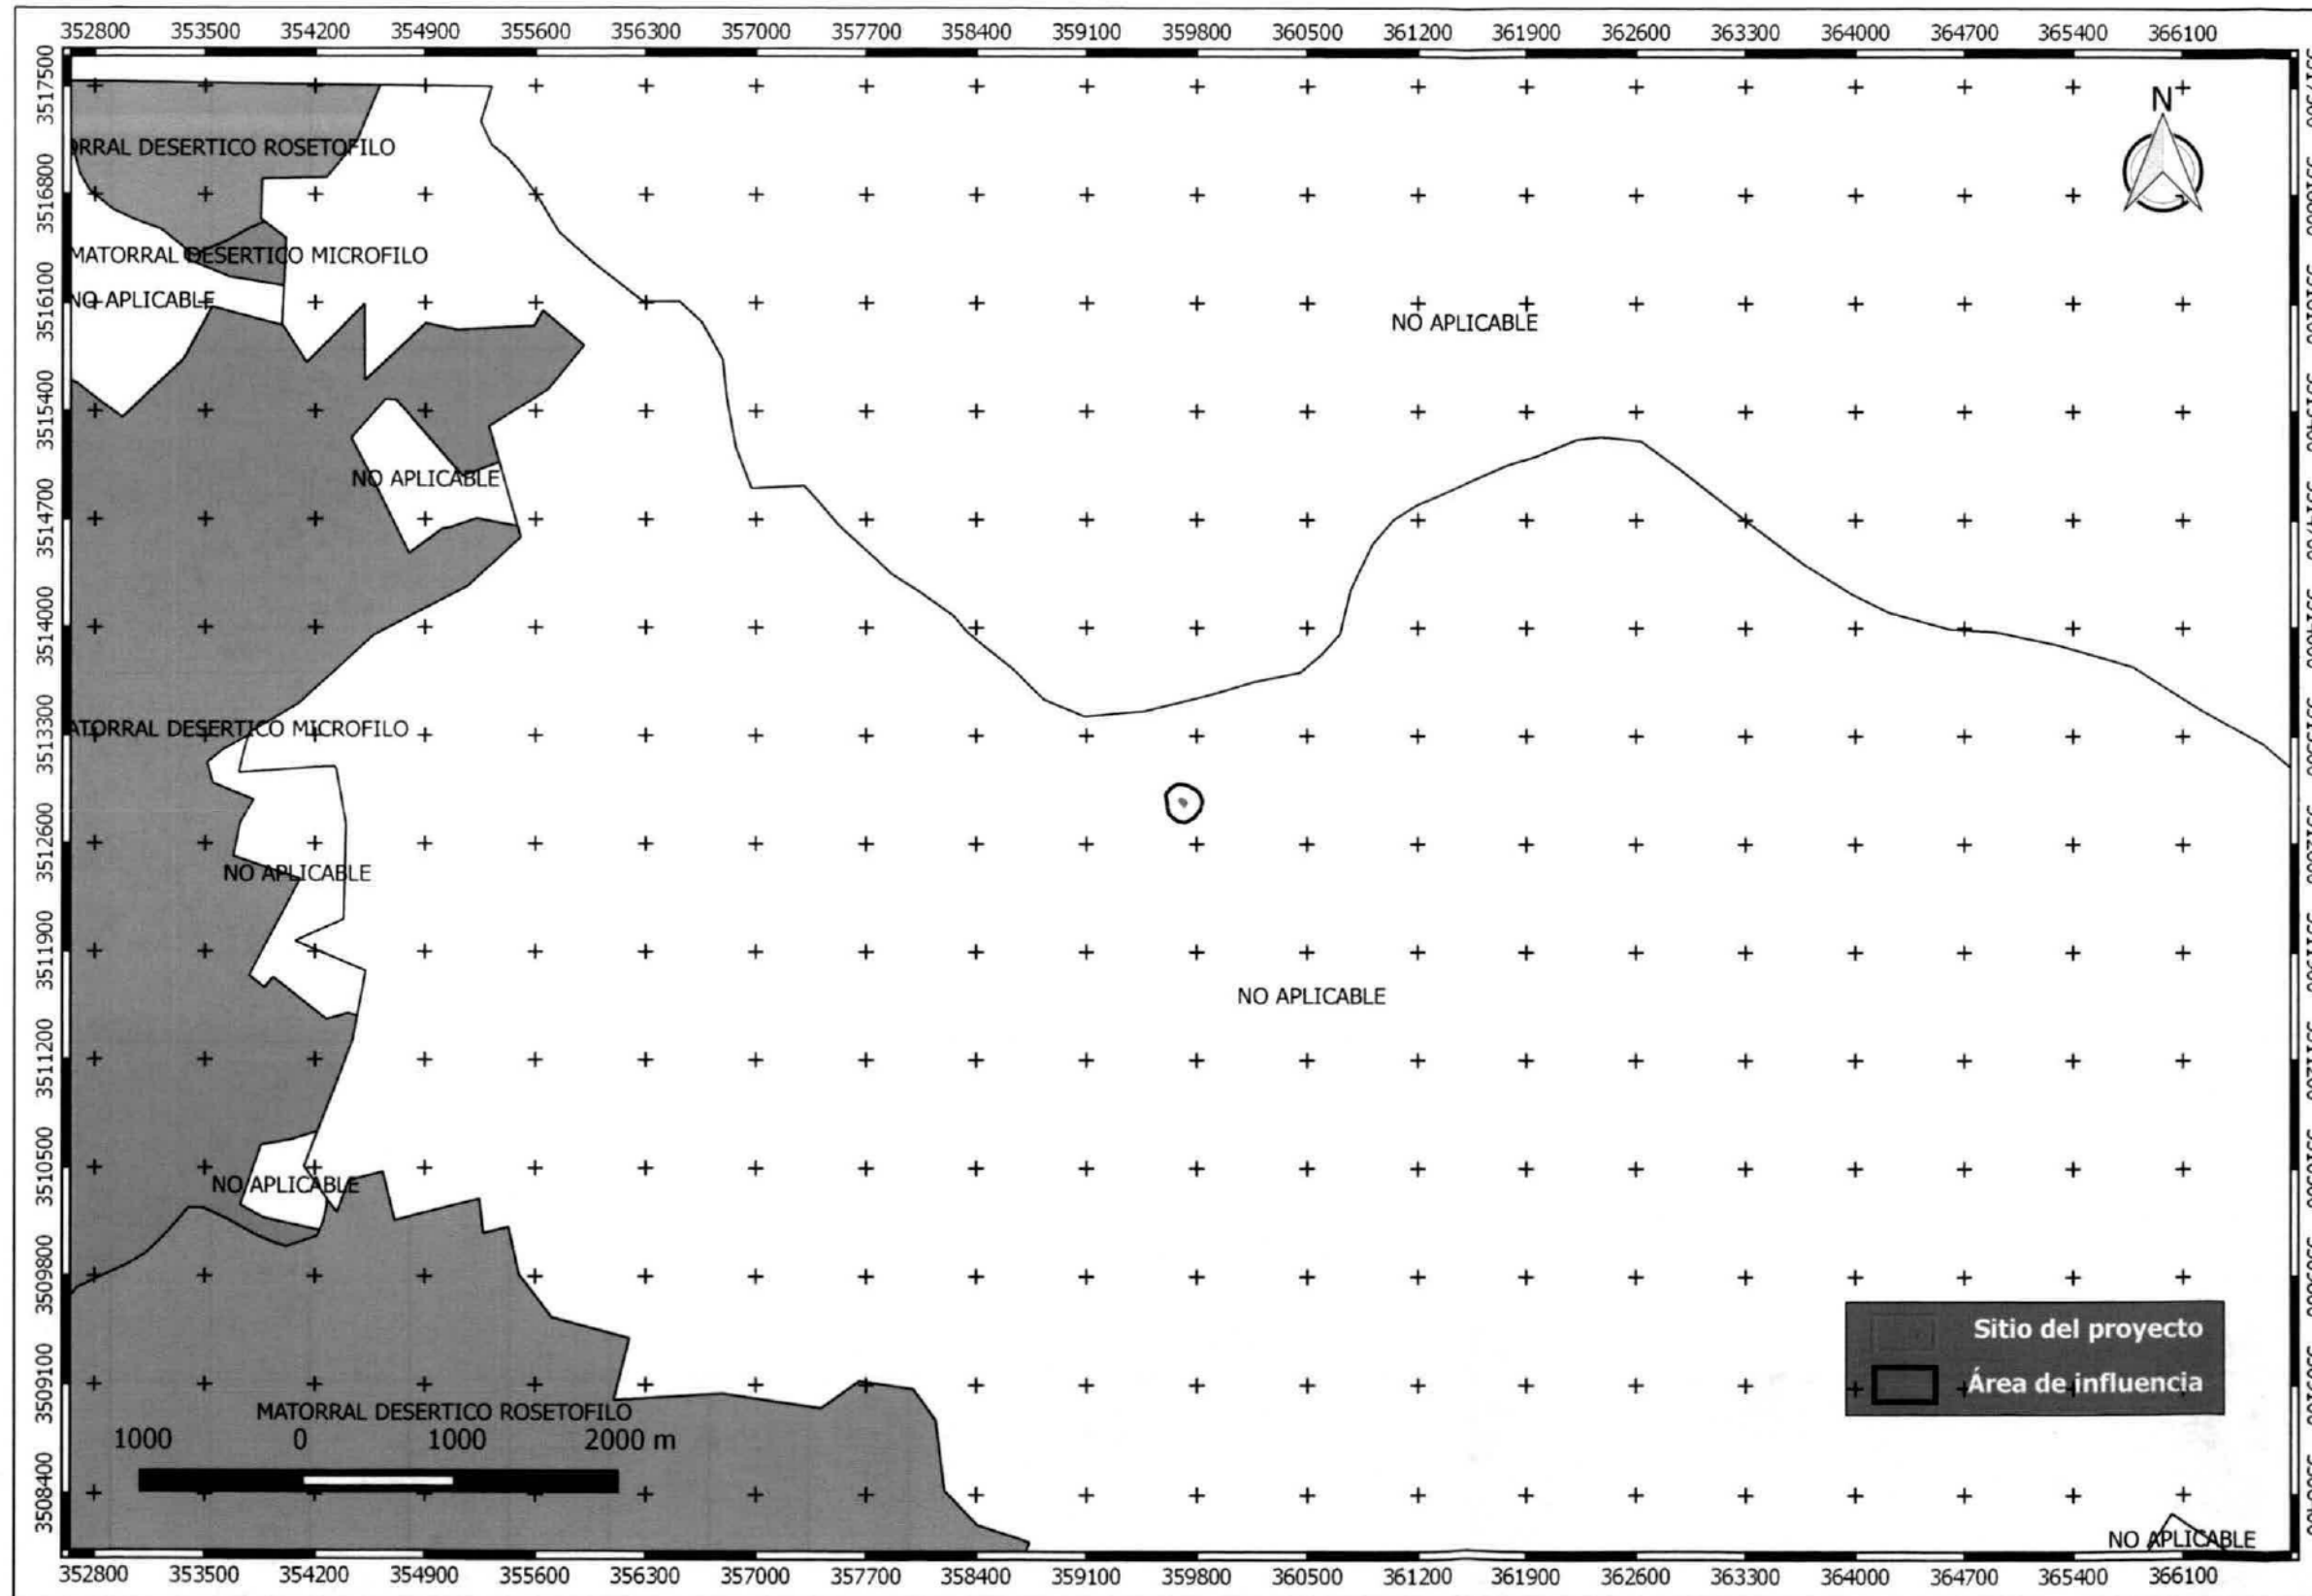 352800 353500 354200 354900 355600 356300 357000 357700 358400 359100 359800 360500 361200 361900 362600 363300 364000 364700 365400 366100
3517500
N
ORRAL DESERTICO ROSETOFILO
3516800
MATORRAL DESERTICO MICROFILO
3516100
NO APLICABLE
NO APLICABLE
3515400
NO APLICABLE
3514700
3514000
3513300
ATORRAL DESERTICO MICROFILO
3512600
NO APLICABLE
3511900
NO APLICABLE
3511200
3510500
NO APLICABLE
3509800
Sitio del proyecto
3509100
Área de influencia
MATORRAL DESERTICO ROSETOFILO
1000 0 1000 2000 m
3508400
NO APLICABLE
352800 353500 354200 354900 355600 356300 357000 357700 358400 359100 359800 360500 361200 361900 362600 363300 364000 364700 365400 366100